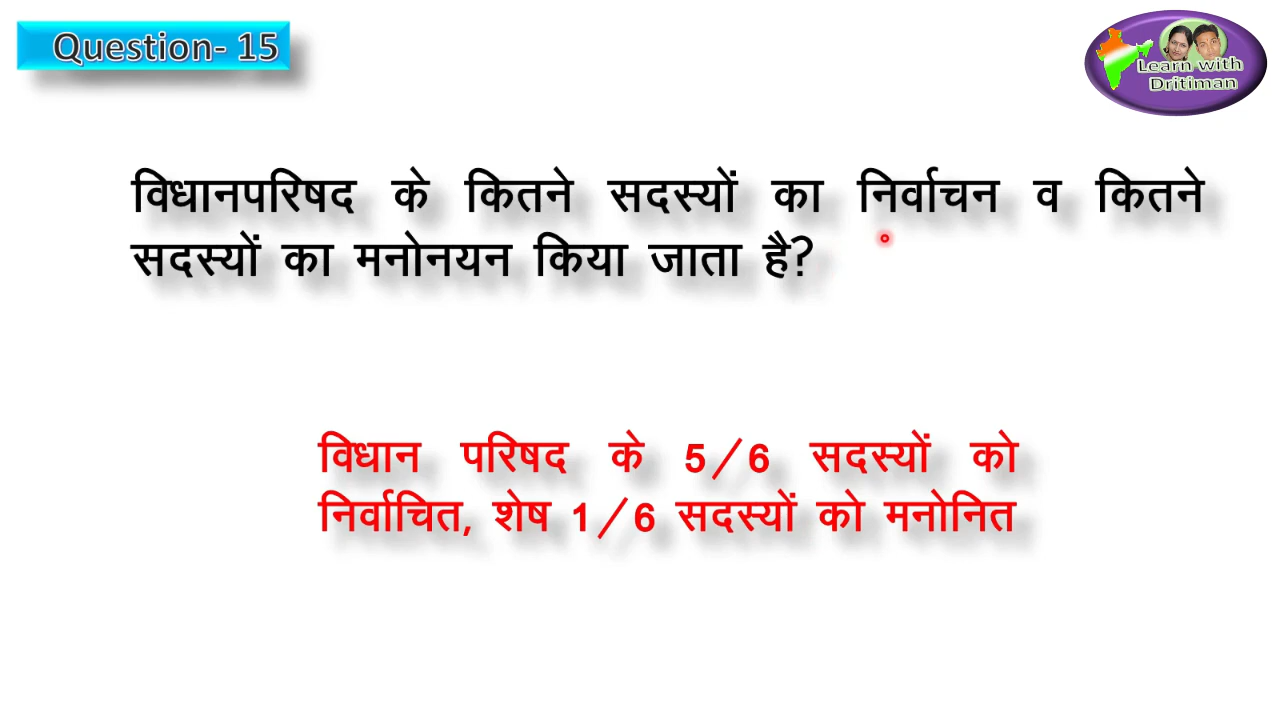 Question- 15
Learn with
Dritiman
विधानपरिषद के कितने सदस्यों का निर्वाचन व कितने
सदस्यों का मनोनयन किया जाता है?
विधान परिषद के 5/6 सदस्यों को
निर्वाचित, शेष 1/6 सदस्यों को मनोनित